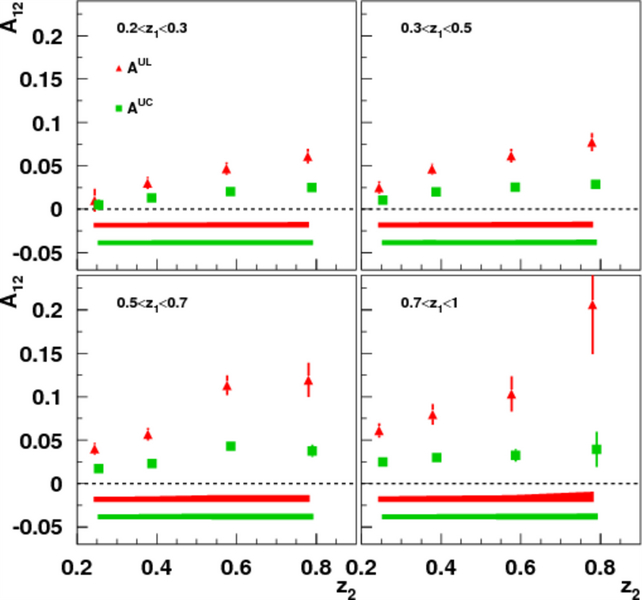 A12
0.2<z1<0.3
0.3<z1<0.5
0.2
AUL
0.15
AUC
0.1
0.05
0
-0.05
A12
0.5<z1<0.7
0.7<z1<1
0.2
0.15
0.1
0.05
0
-0.05
0.2 0.4 0.6 0.8 0.2 0.4 0.6 0.8
z2 z2